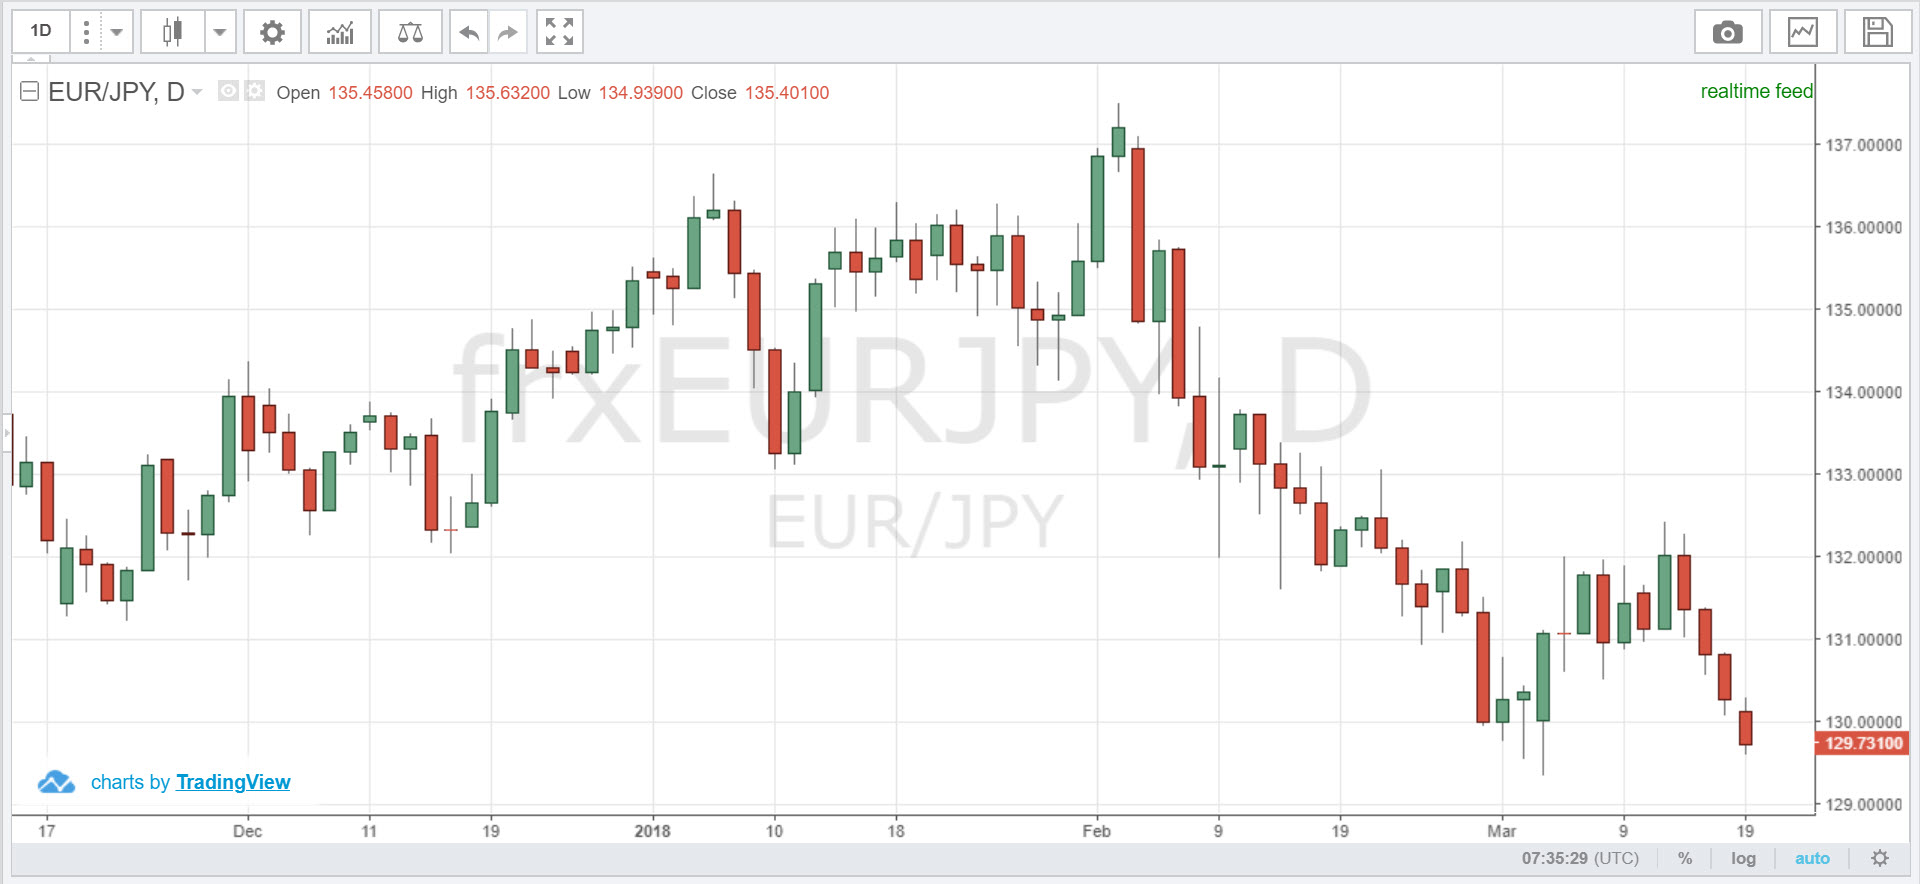 1D
EUR/JPY, D Open 135.45800 High 135.63200 Low 134.93900 Close 135.40100
realtime feed
137.00000
136.00000
135.00000
134.00000
133.00000
132.00000
131.00000
130.00000
129.73100
129.00000
frxEURJPY, D
EUR/JPY
charts by TradingView
17 Dec 11 19 2018 10 18 Feb 9 19 Mar 9 19
07:35:29 (UTC) % log auto